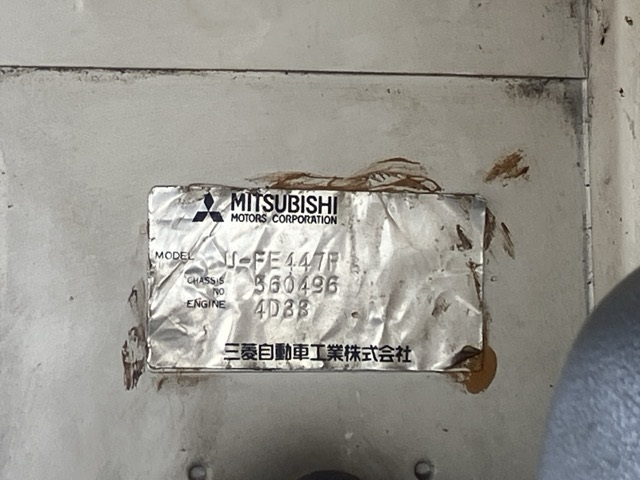 MITSUBISHI
MOTORS CORPORATION
MODEL U-FE447F
CHASSIS NO 560496
ENGINE 4D33
三菱自動車工業株式会社